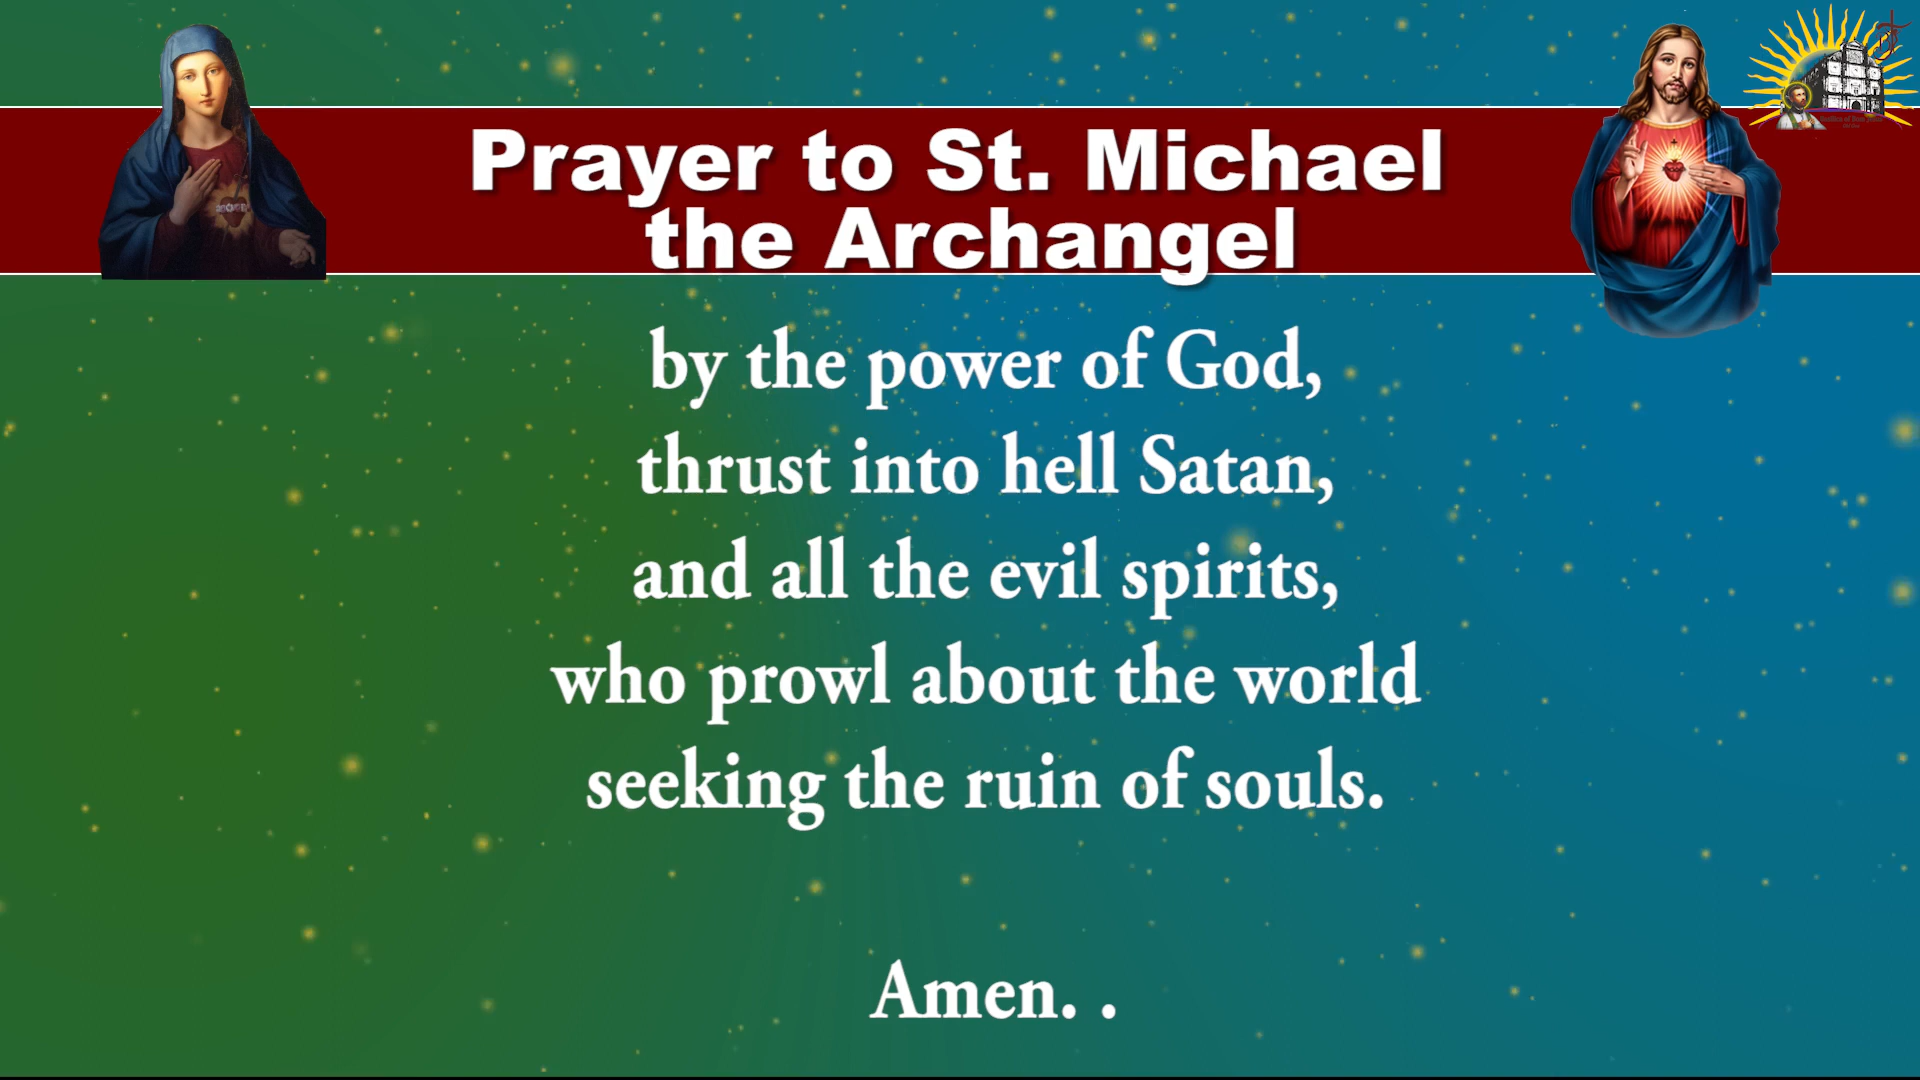 Prayer to St. Michael
the Archangel
by the power of God,
thrust into hell Satan,
and all the evil spirits,
who prowl about the world
seeking the ruin of souls.
Amen. .